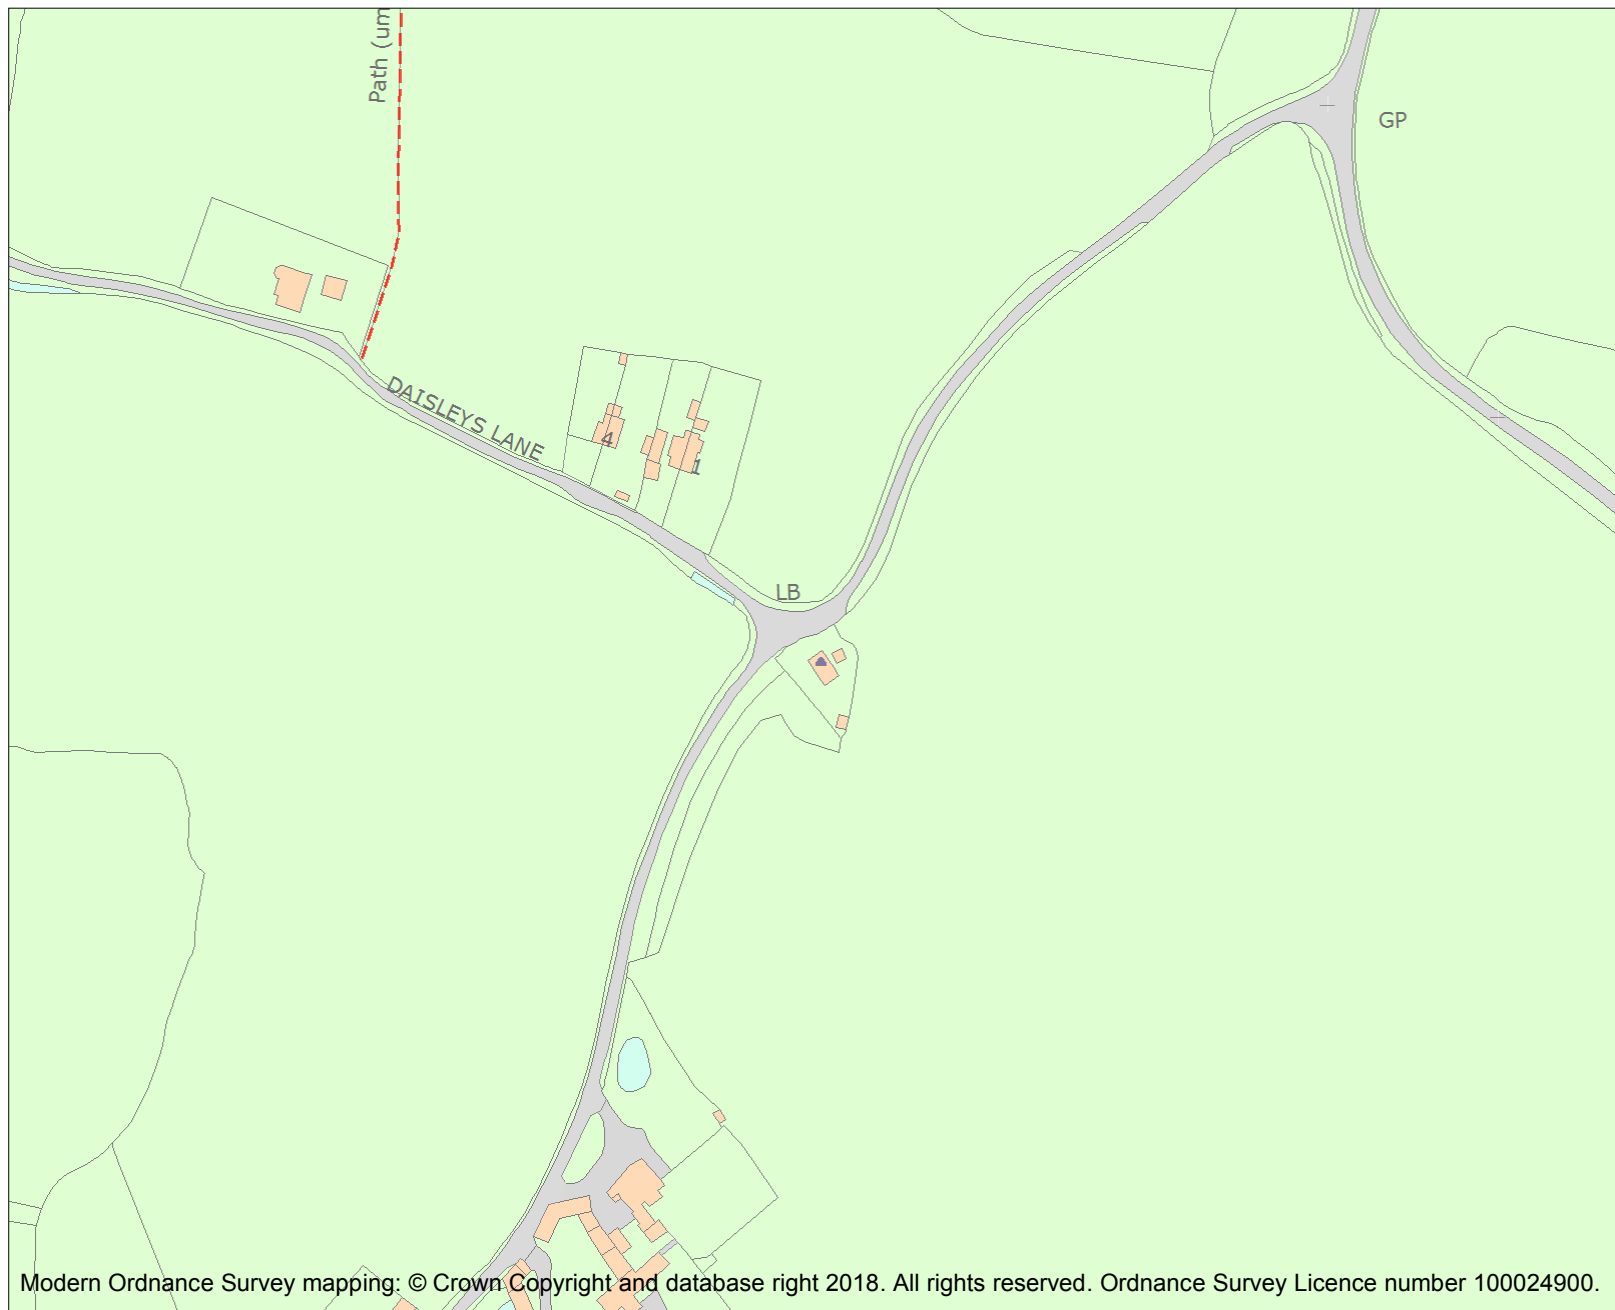 Path (um
GP
DAISLEYS LANE
4
1
LB
Modern Ordnance Survey mapping: © Crown Copyright and database right 2018. All rights reserved. Ordnance Survey Licence number 100024900.